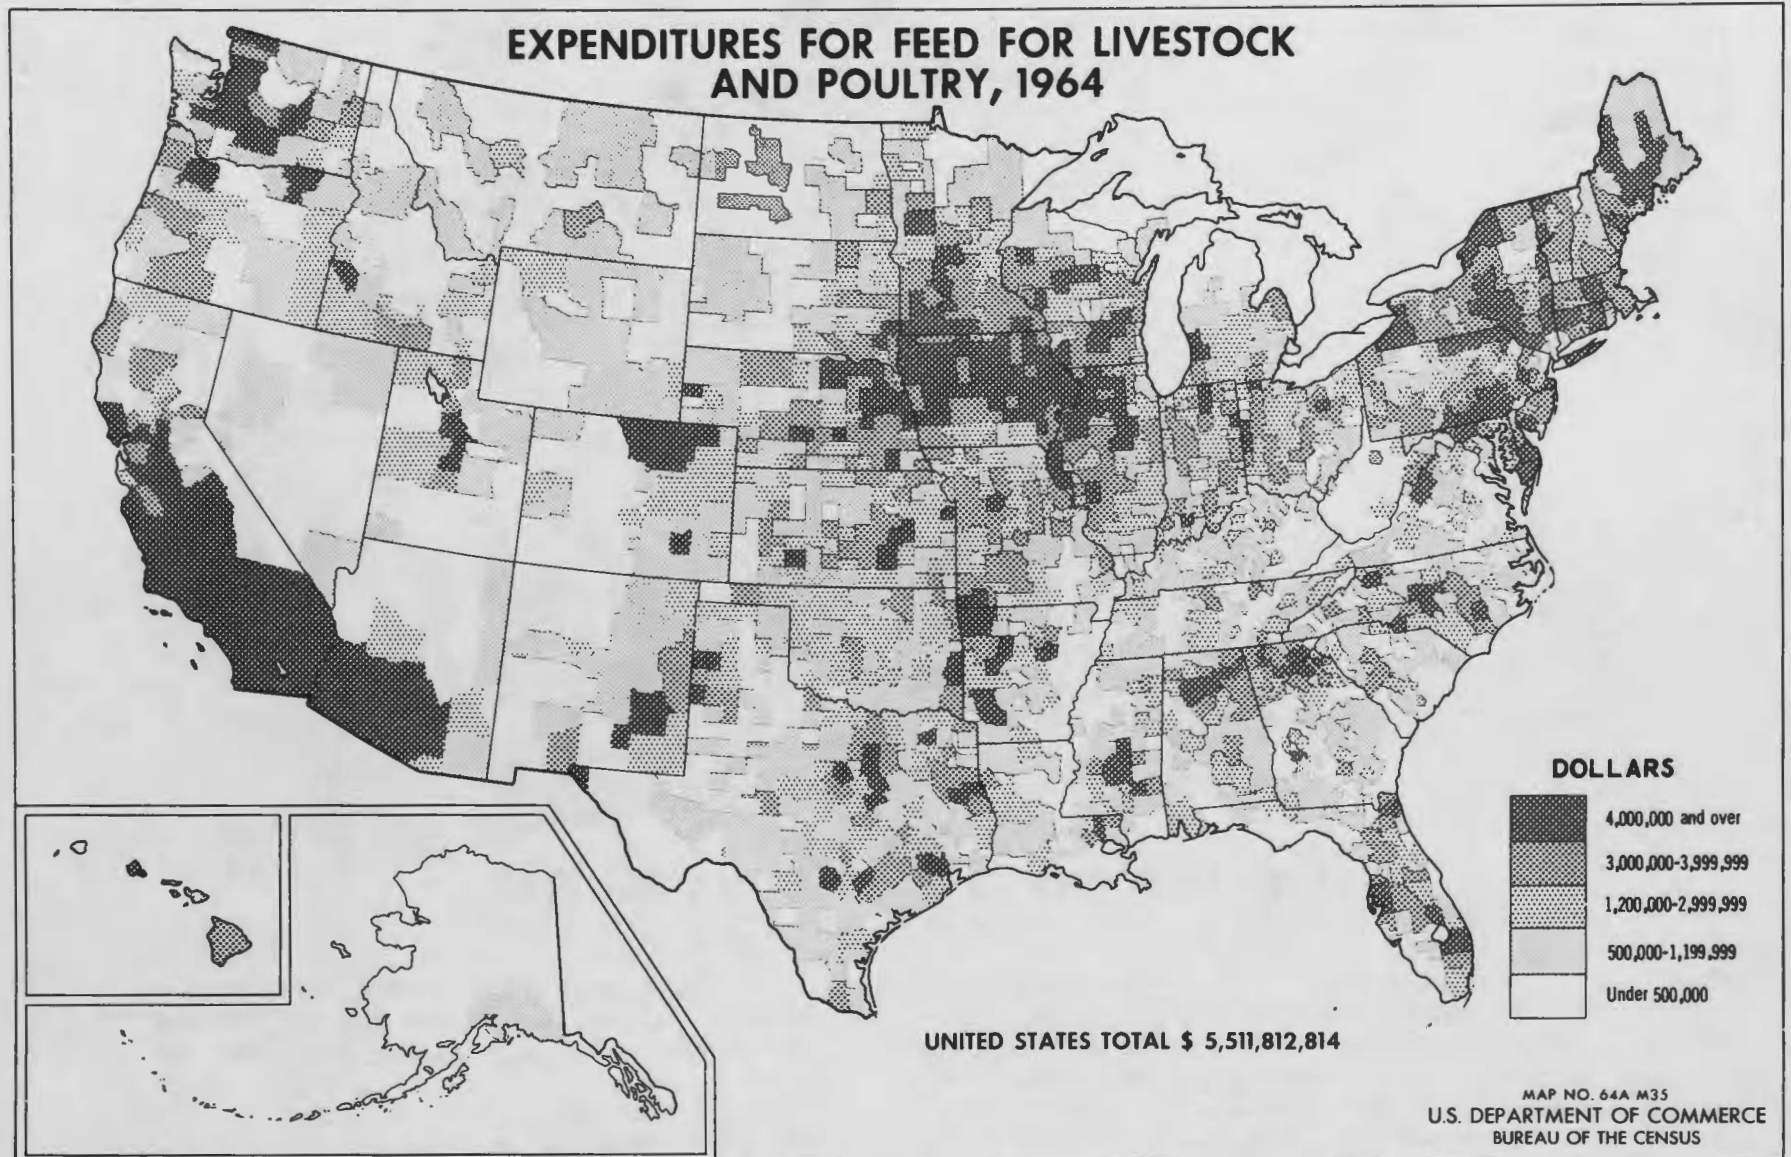 EXPENDITURES FOR FEED FOR LIVESTOCK
AND POULTRY, 1964
DOLLARS
4,000,000 and over
3,000,000-3,999,999
1,200,000-2,999,999
500,000-1,199,999
Under 500,000
UNITED STATES TOTAL $ 5,511,812,814
MAP NO. 64A M35
U.S. DEPARTMENT OF COMMERCE
BUREAU OF THE CENSUS